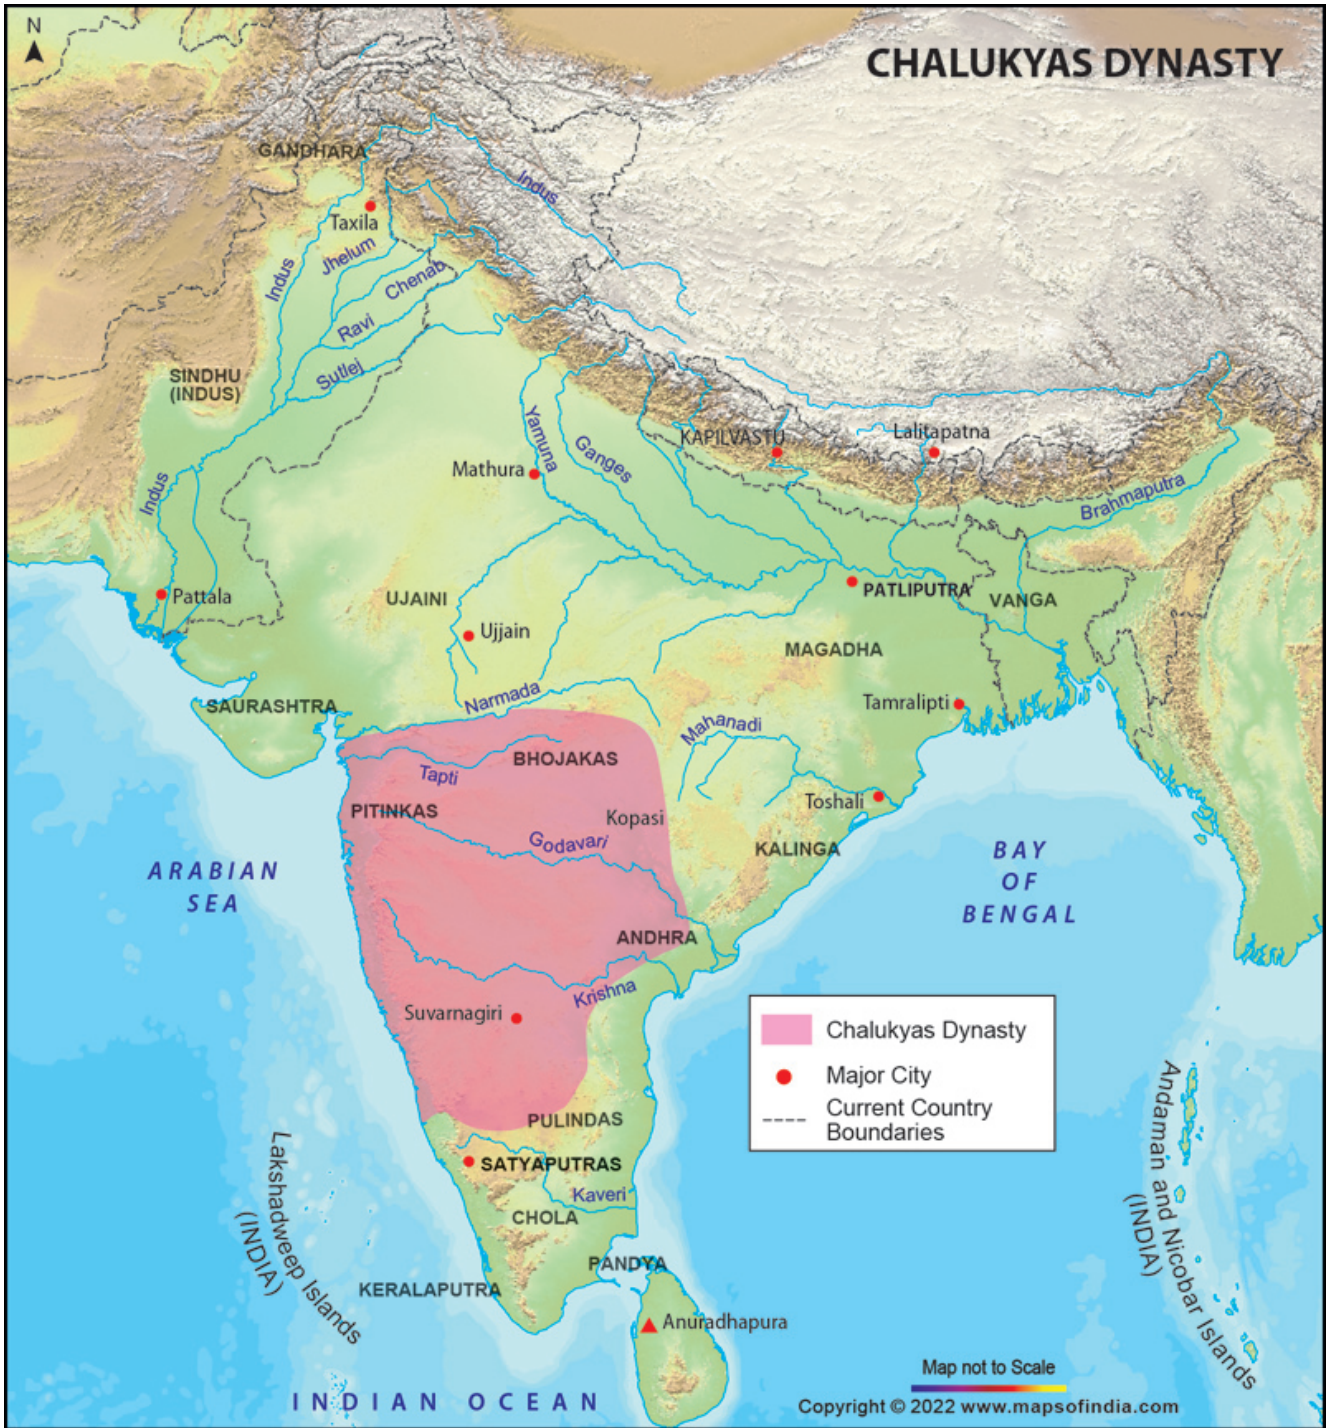 N
CHALUKYAS DYNASTY
GANDHARA
Indus
Taxila
Jhelum
Indus
Chenab
Ravi
Sutlej
SINDHU
(INDUS)
Yamuna
Ganges
KAPILVASTU
Lalitapatna
Mathura
Indus
Brahmaputra
Pattala
UJAINI
PATLIPUTRA
VANGA
Ujjain
MAGADHA
Narmada
SAURASHTRA
Tamralipti
Mahanadi
BHOJAKAS
Tapti
PITINKAS
Kopasi
Toshali
Godavari
KALINGA
ARABIAN
SEA
BAY
OF
BENGAL
ANDHRA
Krishna
Suvarnagiri
Chalukyas Dynasty
Major City
Current Country
Boundaries
PULINDAS
SATYAPUTRAS
Kaveri
CHOLA
PANDYA
KERALAPUTRA
Lakshadweep Islands
(INDIA)
Andaman and Nicobar Islands
(INDIA)
Anuradhapura
INDIAN OCEAN
Map not to Scale
Copyright © 2022 www.mapsofindia.com